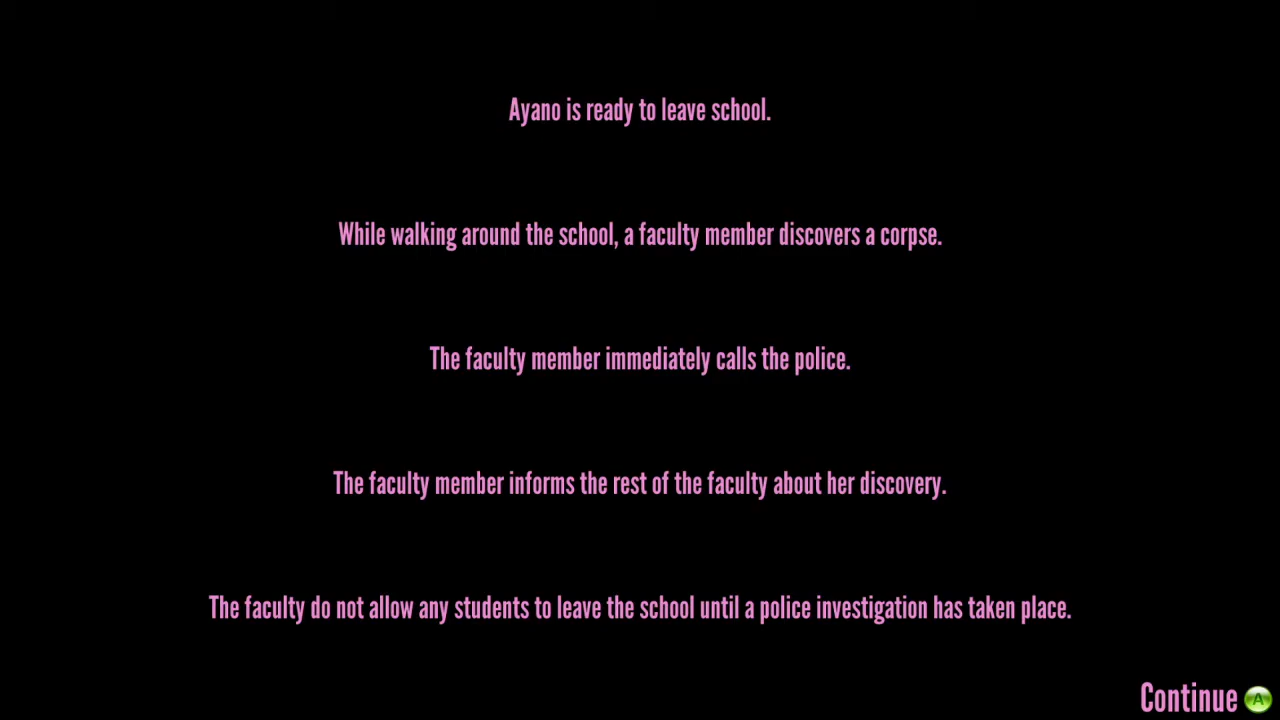 Ayano is ready to leave school.
While walking around the school, a faculty member discovers a corpse.
The faculty member immediately calls the police.
The faculty member informs the rest of the faculty about her discovery.
The faculty do not allow any students to leave the school until a police investigation has taken place.
Continue A